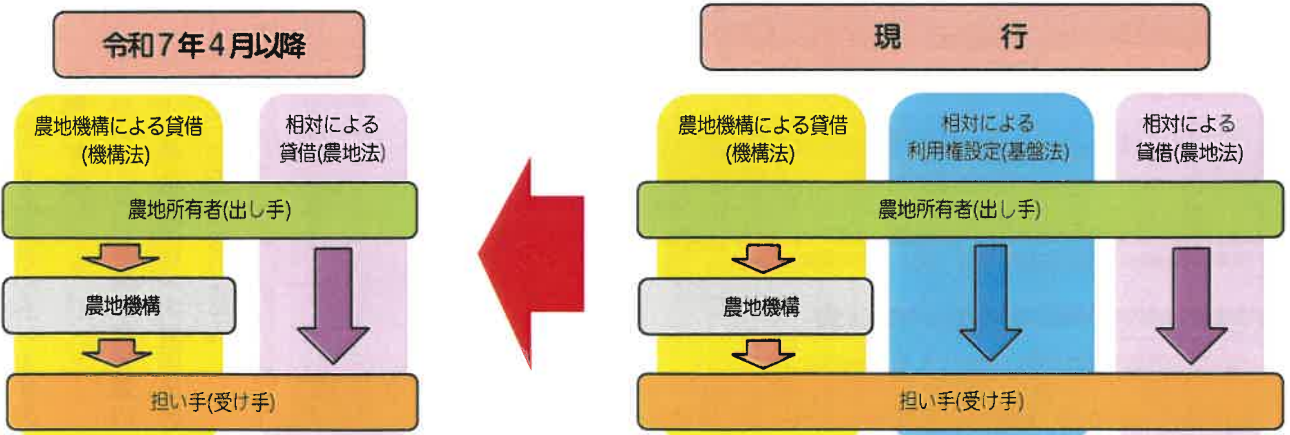 令和7年4月以降
農地機構による貸借
(機構法)
相対による
貸借(農地法)
農地所有者(出し手)
農地機構
担い手(受け手)
現 行
農地機構による貸借
(機構法)
相対による
利用権設定(基盤法)
相対による
貸借(農地法)
農地所有者(出し手)
農地機構
担い手(受け手)